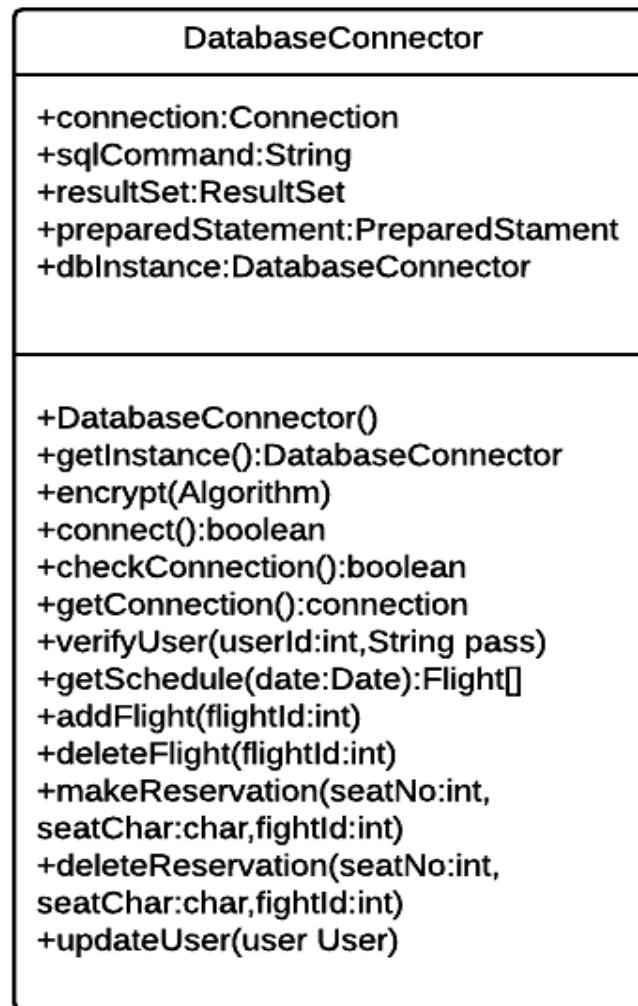 DatabaseConnector
+connection:Connection
+sqlCommand:String
+resultSet:ResultSet
+preparedStatement:PreparedStament
+dbInstance:DatabaseConnector
+DatabaseConnector()
+getInstance():DatabaseConnector
+encrypt(Algorithm)
+connect():boolean
+checkConnection():boolean
+getConnection():connection
+verifyUser(userId:int,String pass)
+getSchedule(date:Date):Flight[]
+addFlight(flightId:int)
+deleteFlight(flightId:int)
+makeReservation(seatNo:int,
seatChar:char,fightId:int)
+deleteReservation(seatNo:int,
seatChar:char,fightId:int)
+updateUser(user User)